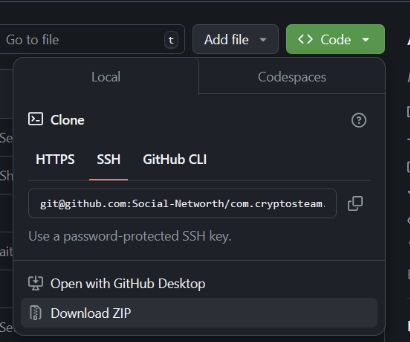 Go to file
t
Add file
Code
Local
Codespaces
Clone
HTTPS
SSH
GitHub CLI
git@github.com:Social-Networth/com.cryptosteam.
Use a password-protected SSH key.
Open with GitHub Desktop
Download ZIP